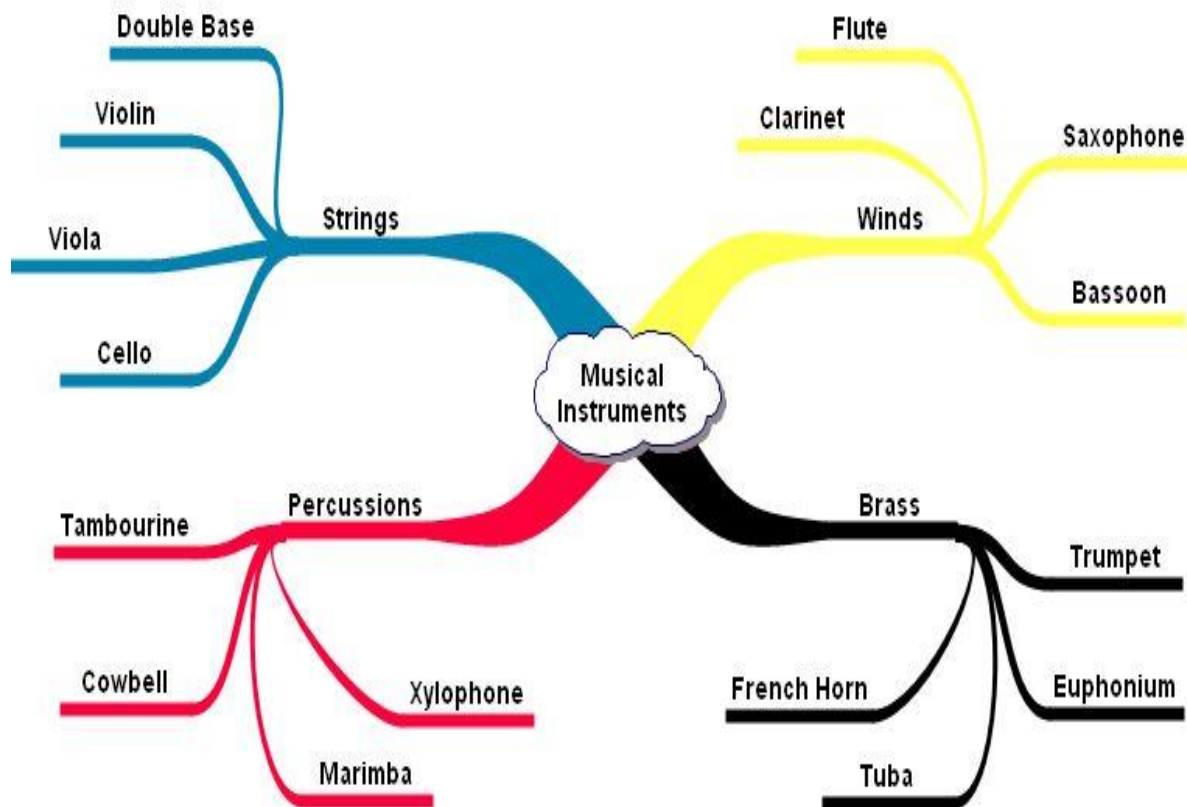 Musical
Instruments
Strings
Double Base
Violin
Viola
Cello
Winds
Flute
Clarinet
Saxophone
Bassoon
Percussions
Tambourine
Cowbell
Marimba
Xylophone
Brass
Trumpet
Euphonium
French Horn
Tuba